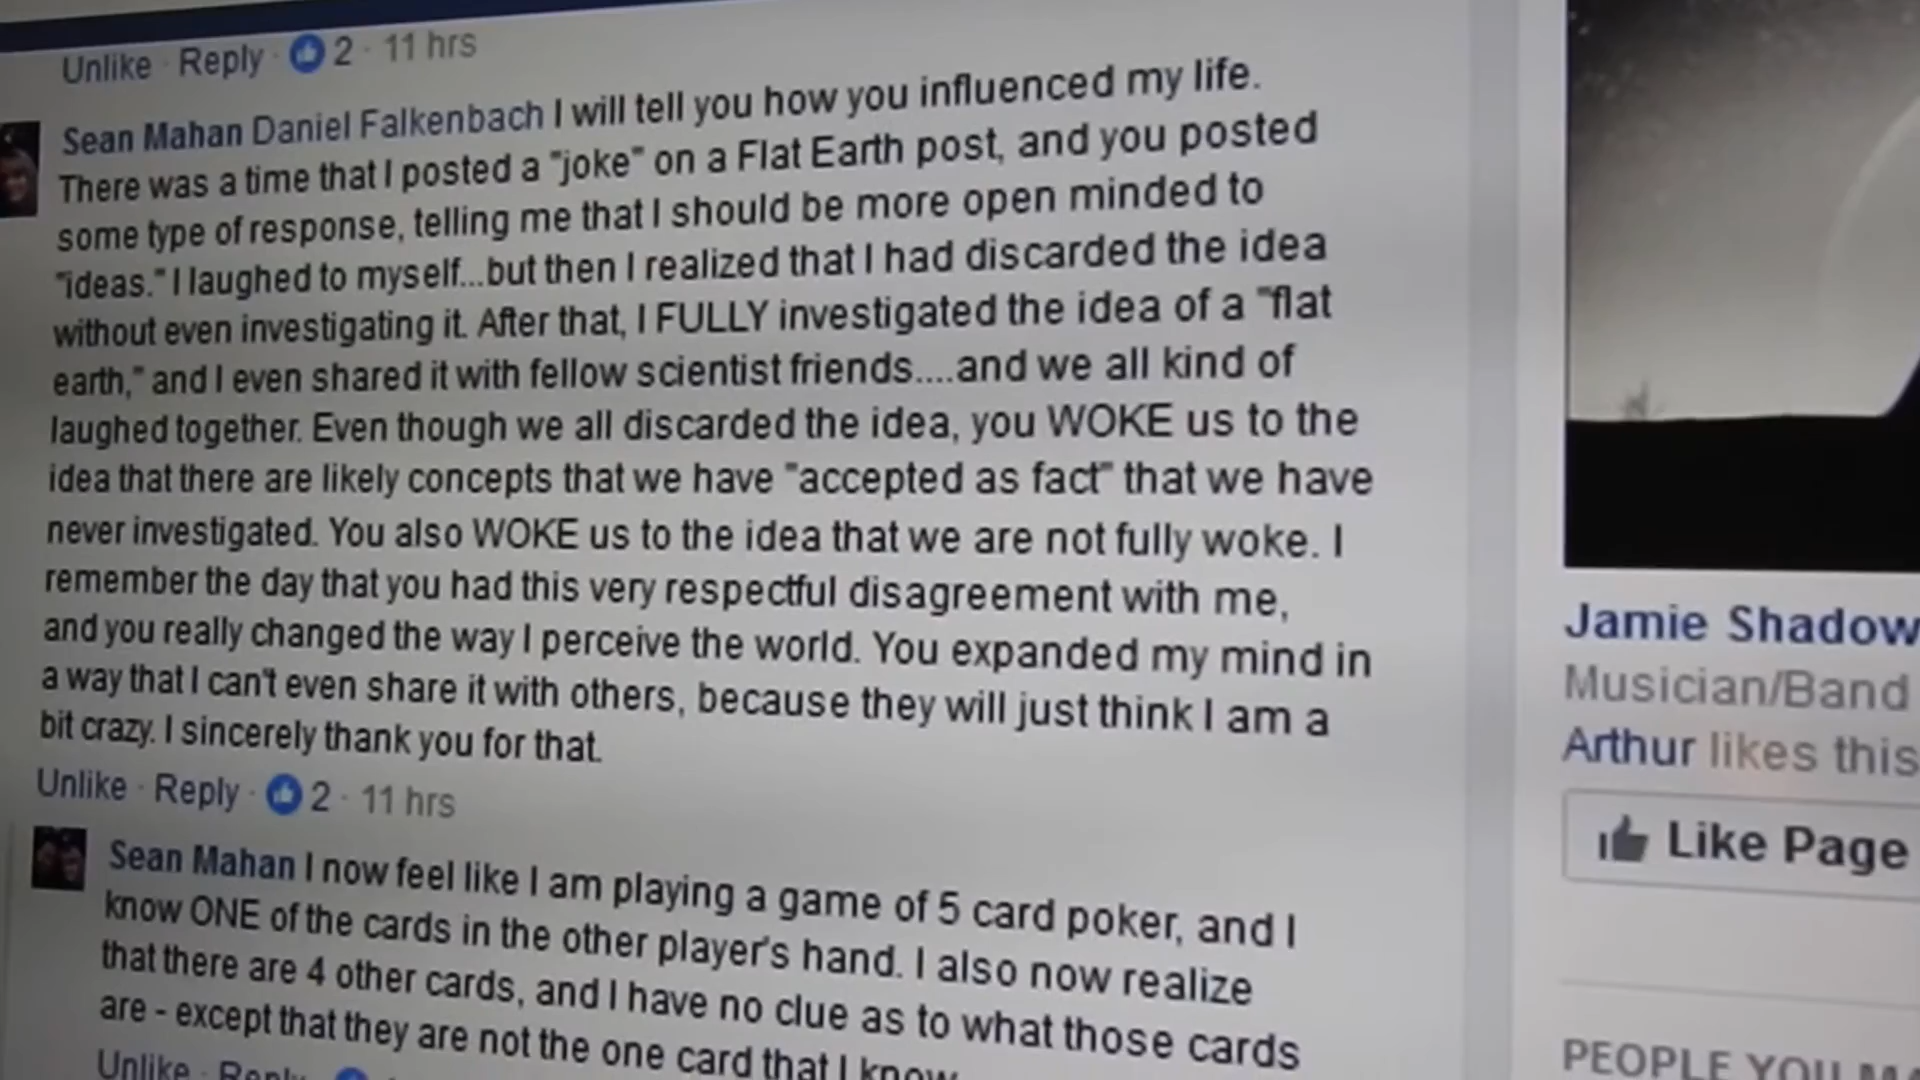 Unlike · Reply · 2 · 11 hrs
Sean Mahan Daniel Falkenbach I will tell you how you influenced my life.
There was a time that I posted a "joke" on a Flat Earth post, and you posted
some type of response, telling me that I should be more open minded to
"ideas." I laughed to myself...but then I realized that I had discarded the idea
without even investigating it. After that, I FULLY investigated the idea of a "flat
earth," and I even shared it with fellow scientist friends....and we all kind of
laughed together. Even though we all discarded the idea, you WOKE us to the
idea that there are likely concepts that we have "accepted as fact" that we have
never investigated. You also WOKE us to the idea that we are not fully woke. I
remember the day that you had this very respectful disagreement with me,
and you really changed the way I perceive the world. You expanded my mind in
a way that I can't even share it with others, because they will just think I am a
bit crazy. I sincerely thank you for that.
Unlike · Reply · 2 · 11 hrs
Sean Mahan I now feel like I am playing a game of 5 card poker, and I
know ONE of the cards in the other player's hand. I also now realize
that there are 4 other cards, and I have no clue as to what those cards
are - except that they are not the one card that I know.
Unlike · Reply ·
Jamie Shadow
Musician/Band
Arthur likes this
Like Page
PEOPLE YOU MA